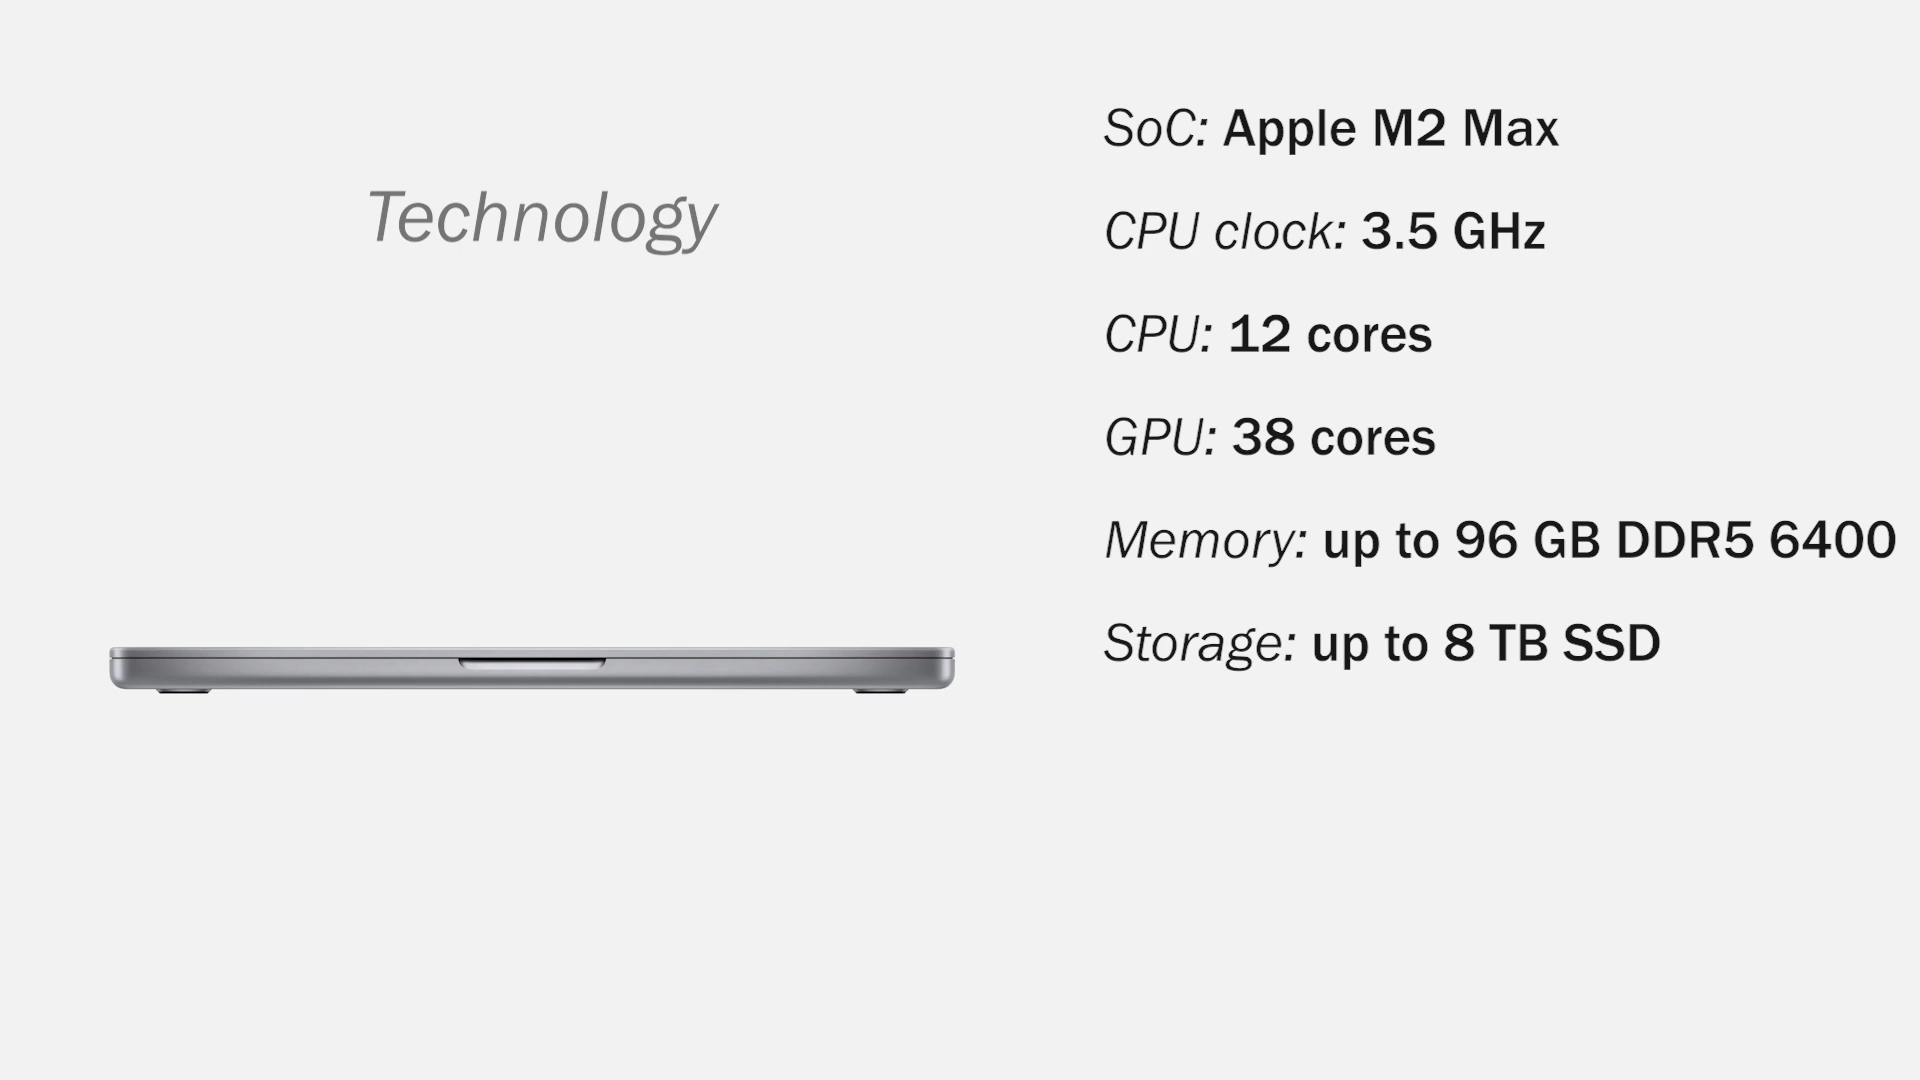 Technology
SoC: Apple M2 Max
CPU clock: 3.5 GHz
CPU: 12 cores
GPU: 38 cores
Memory: up to 96 GB DDR5 6400
Storage: up to 8 TB SSD